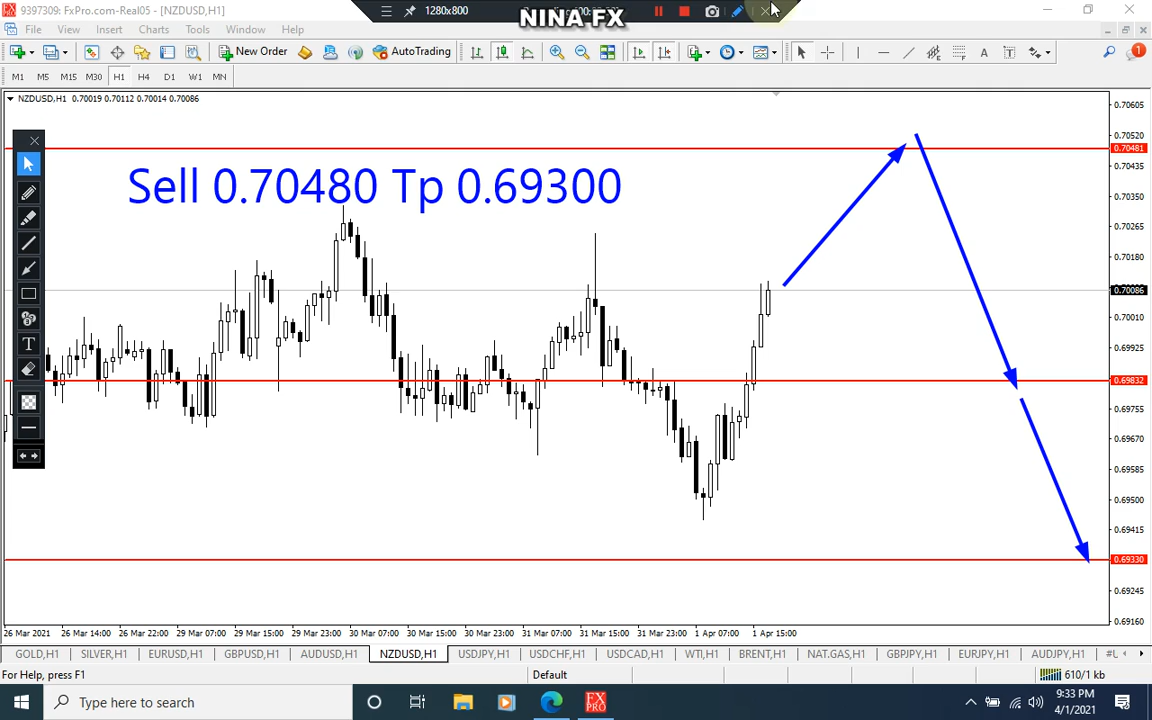 9397309: FxPro.com-Real05 - [NZDUSD,H1]
1280x800
NINA.FX
File View Insert Charts Tools Window Help
New Order
AutoTrading
1
M1 M5 M15 M30 H1 H4 D1 W1 MN
NZDUSD,H1 0.70019 0.70112 0.70014 0.70086
Sell 0.70480 Tp 0.69300
0.70605
0.70520
0.70481
0.70435
0.70350
0.70265
0.70180
0.70086
0.70010
0.69925
0.69832
0.69755
0.69670
0.69585
0.69500
0.69415
0.69330
0.69245
0.69160
26 Mar 2021 26 Mar 14:00 26 Mar 22:00 29 Mar 07:00 29 Mar 15:00 29 Mar 23:00 30 Mar 07:00 30 Mar 15:00 30 Mar 23:00 31 Mar 07:00 31 Mar 15:00 31 Mar 23:00 1 Apr 07:00 1 Apr 15:00
GOLD,H1 SILVER,H1 EURUSD,H1 GBPUSD,H1 AUDUSD,H1 NZDUSD,H1 USDJPY,H1 USDCHF,H1 USDCAD,H1 WTI,H1 BRENT,H1 NAT.GAS,H1 GBPJPY,H1 EURJPY,H1 AUDJPY,H1 #U
For Help, press F1
Default
610/1 kb
Type here to search
FX PRO
9:33 PM
4/1/2021